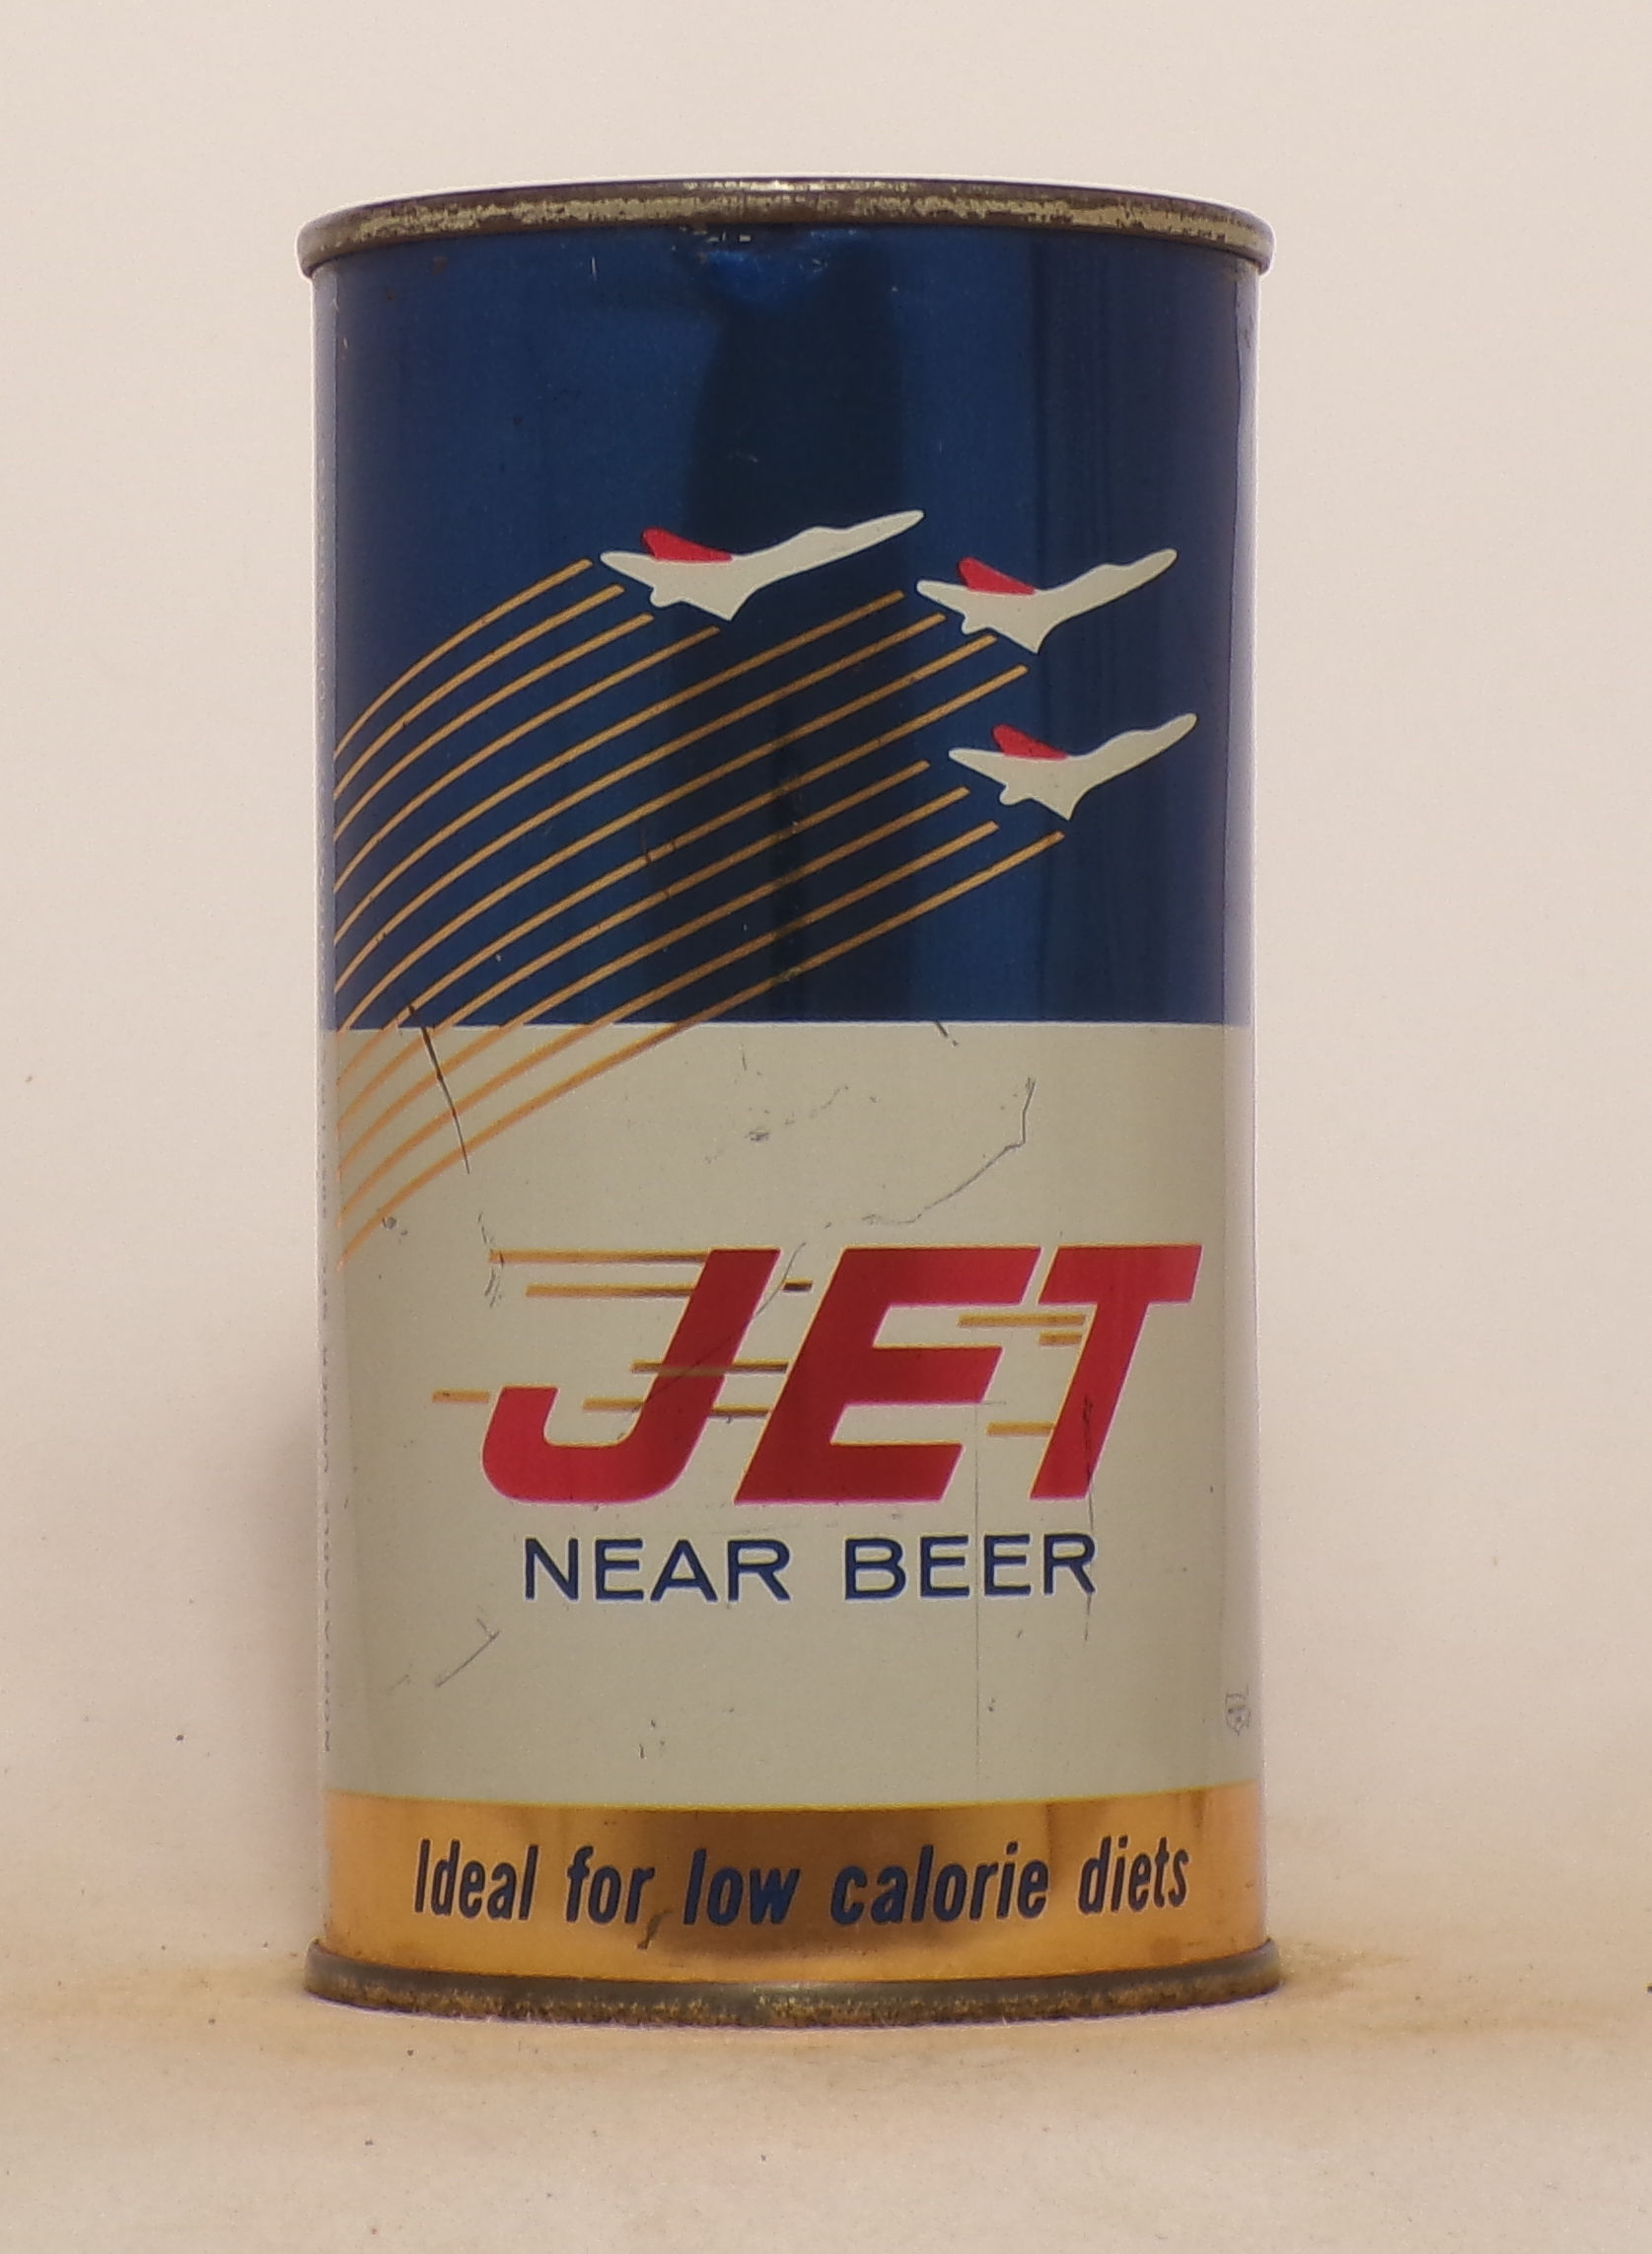 JET
NEAR BEER
Ideal for low calorie diets